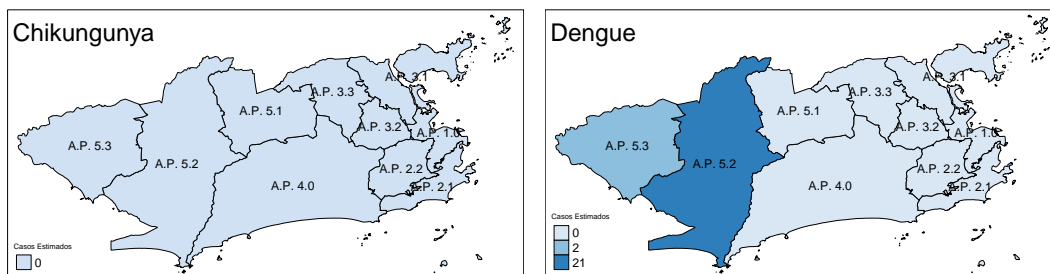 Chikungunya
A.P. 3.1
A.P. 3.3
A.P. 5.1
A.P. 3.2
A.P. 1.0
A.P. 5.3
A.P. 5.2
A.P. 2.2
A.P. 4.0
A.P. 2.1
Casos Estimados
0
Dengue
A.P. 3.1
A.P. 3.3
A.P. 5.1
A.P. 3.2
A.P. 1.0
A.P. 5.3
A.P. 5.2
A.P. 2.2
A.P. 4.0
A.P. 2.1
Casos Estimados
0
2
21